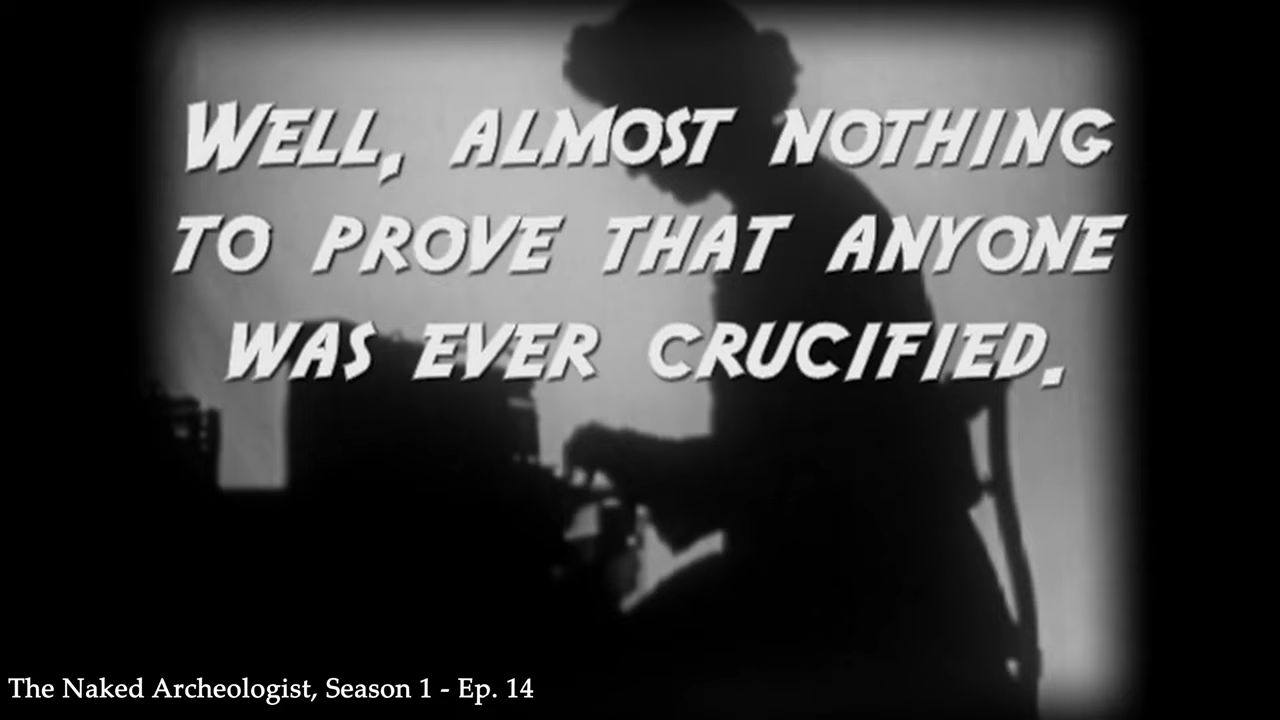 WELL, ALMOST NOTHING
TO PROVE THAT ANYONE
WAS EVER CRUCIFIED.
The Naked Archeologist, Season 1 - Ep. 14